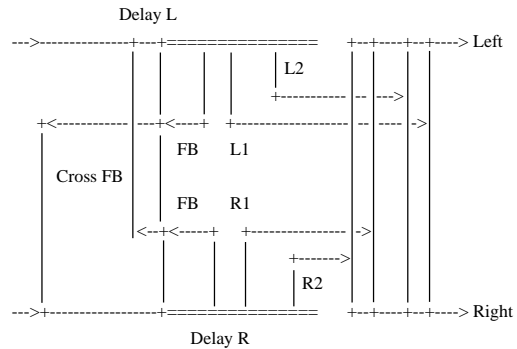 Delay L
--->-----------------+---+================ +--+----+--+----> Left
L2
+------------- -- --->
+<--------------+<-----+ +---------------- -- ---- ->
FB L1
Cross FB
FB R1
<--+<------+ +-------------- -->
+------->
R2
--->+----------------+================ +--+----+--+----> Right
Delay R